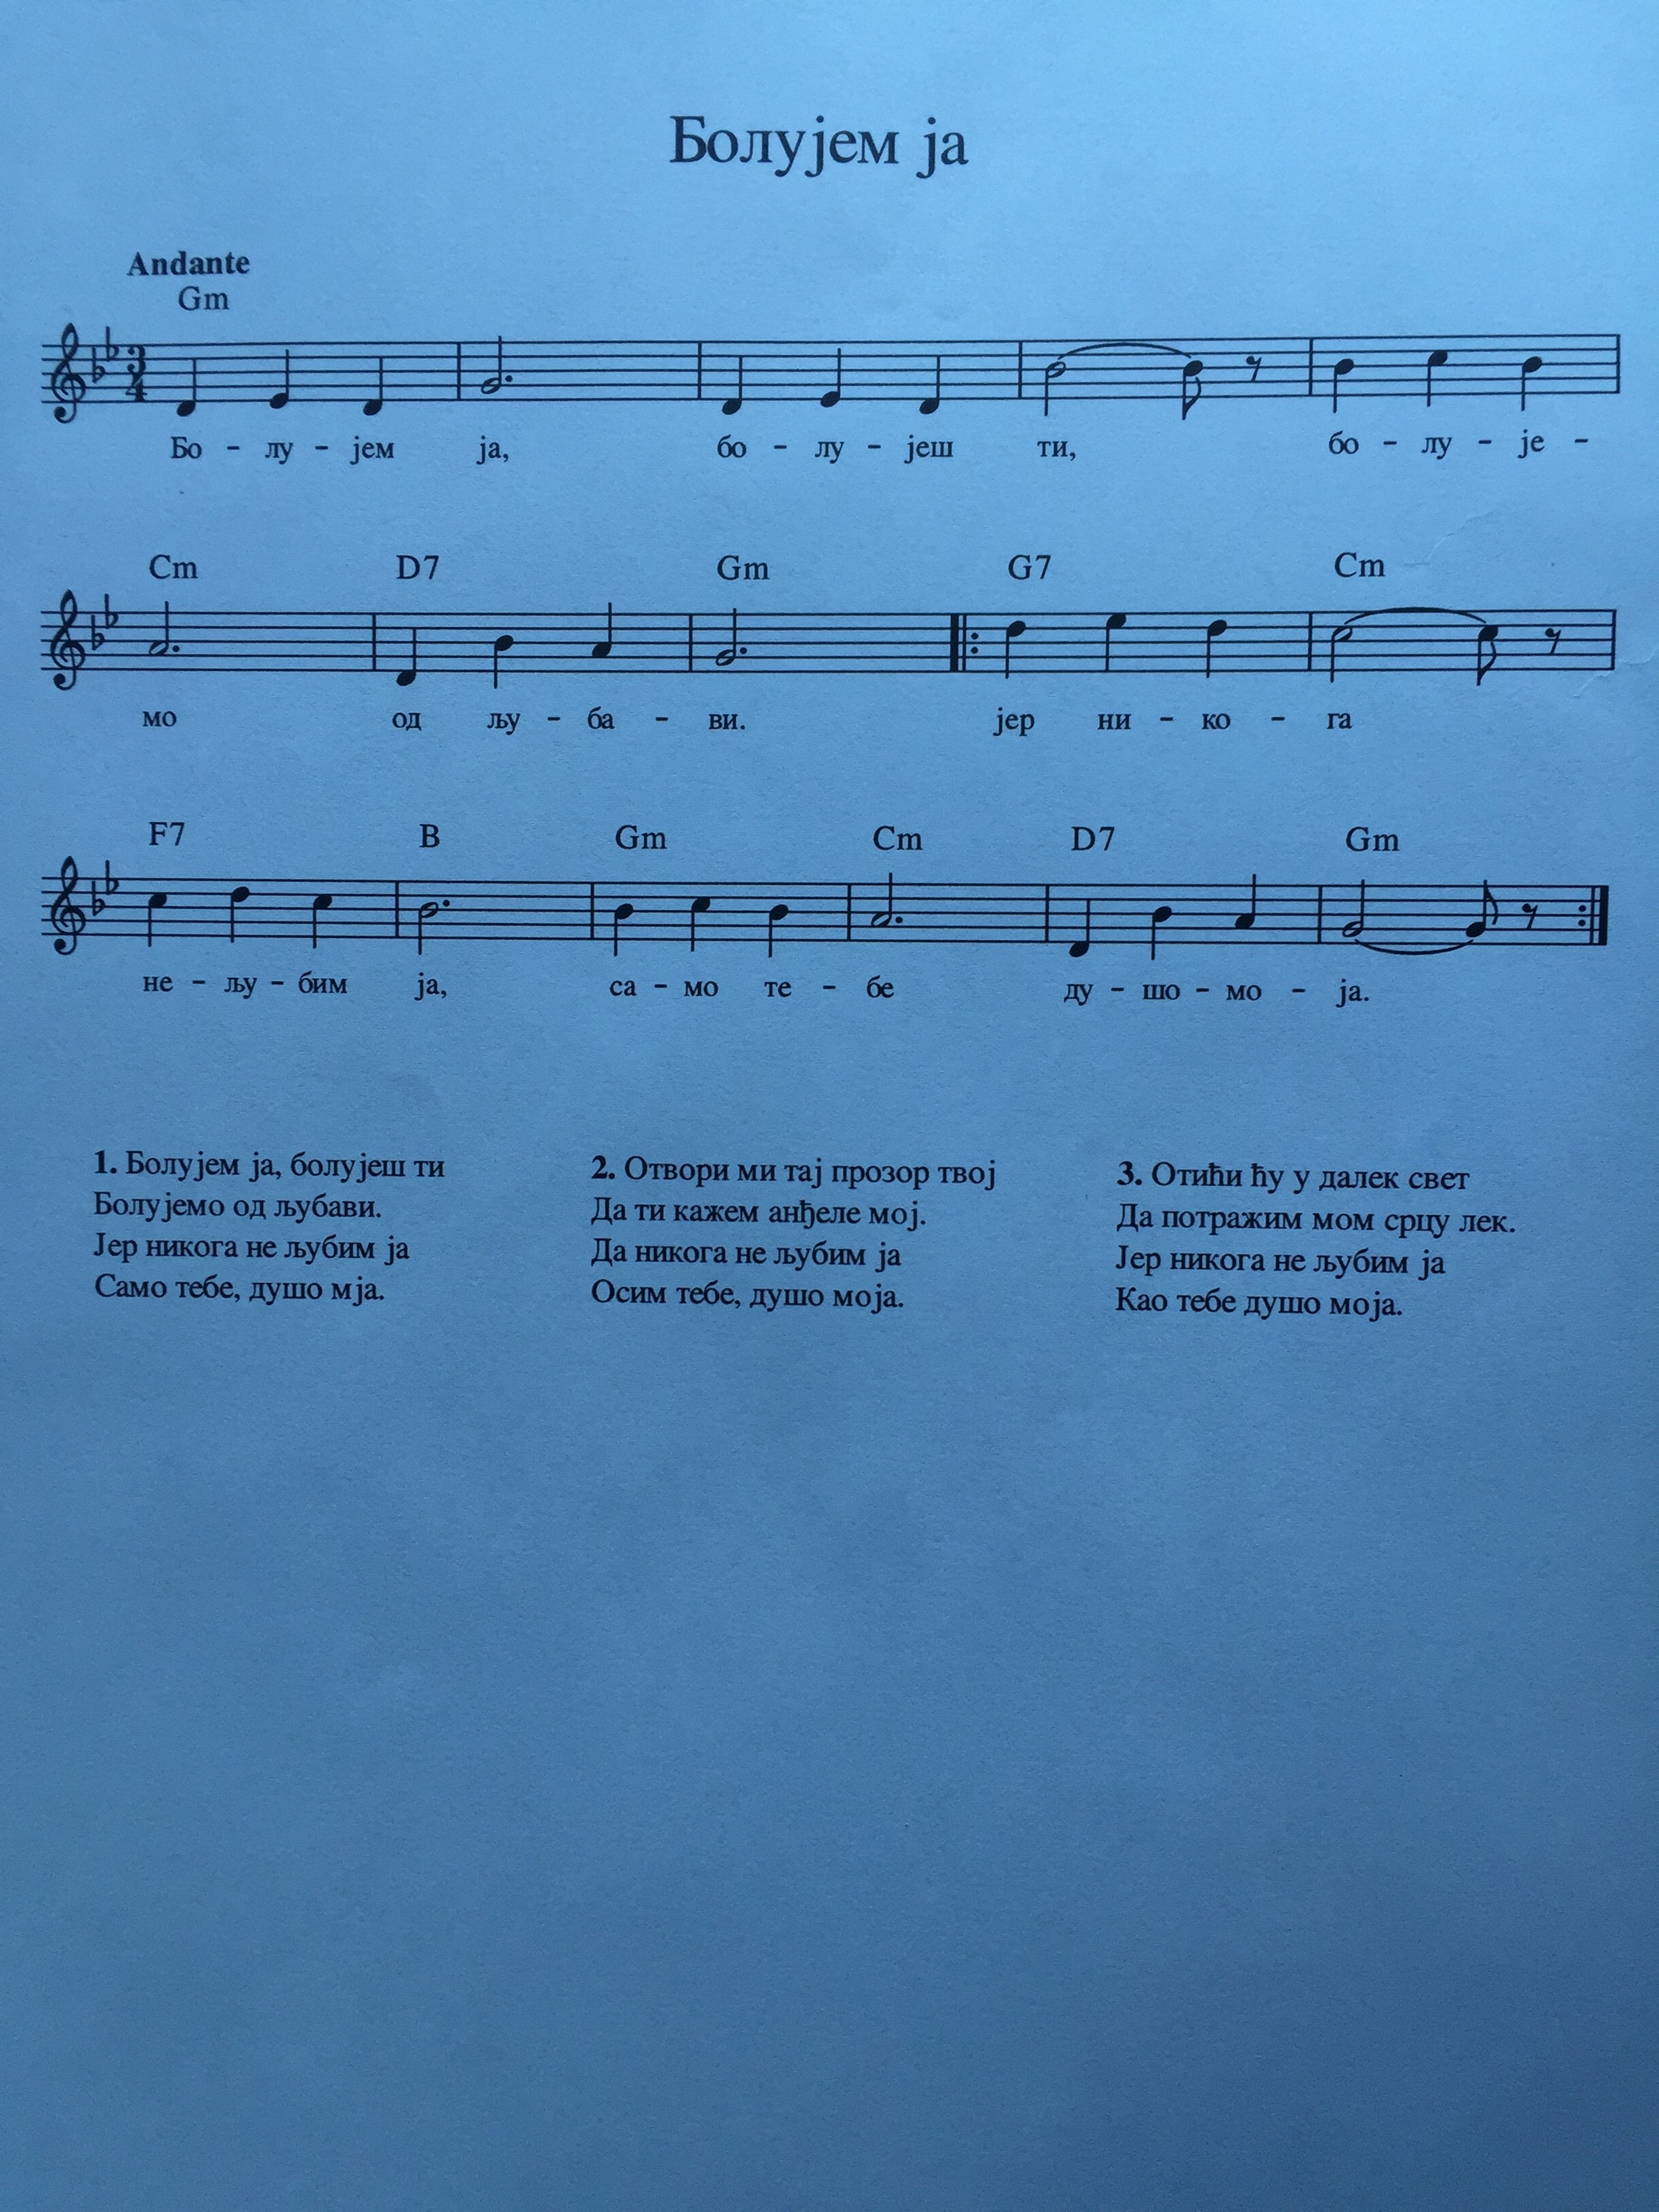 Болујем ја
Andante
Gm
3
4
Бо – лу – јем ја, бо – лу – јеш ти, бо – лу – је –
Cm D7 Gm G7 Cm
мо од љу – ба – ви. јер ни – ко – га
F7 B Gm Cm D7 Gm
не – љу – бим ја, са – мо те – бе ду – шо – мо – ја.
1. Болујем ја, болујеш ти
Болујемо од љубави.
Јер никога не љубим ја
Само тебе, душо мја.
2. Отвори ми тај прозор твој
Да ти кажем анђеле мој.
Да никога не љубим ја
Осим тебе, душо моја.
3. Отићи ћу у далек свет
Да потражим мом срцу лек.
Јер никога не љубим ја
Као тебе душо моја.